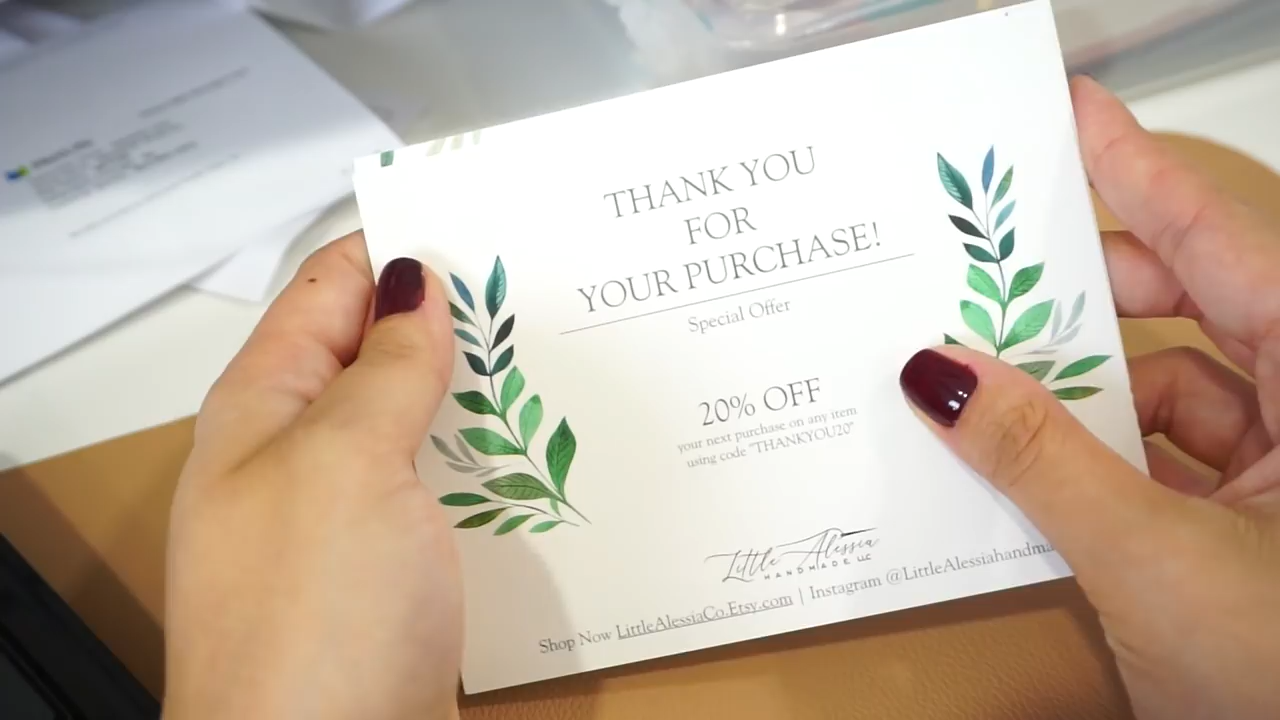 THANK YOU
FOR
YOUR PURCHASE!
Special Offer
20% OFF
your next purchase on any item
using code "THANKYOU20"
Little Alessia
HANDMADE LLC
Shop Now LittleAlessiaCo.Etsy.com | Instagram @LittleAlessiahandma